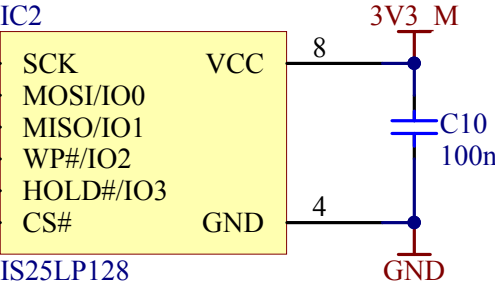 IC2
3V3_M
SCK
VCC
8
MOSI/IO0
MISO/IO1
C10
WP#/IO2
100n
HOLD#/IO3
CS#
GND
4
IS25LP128
GND